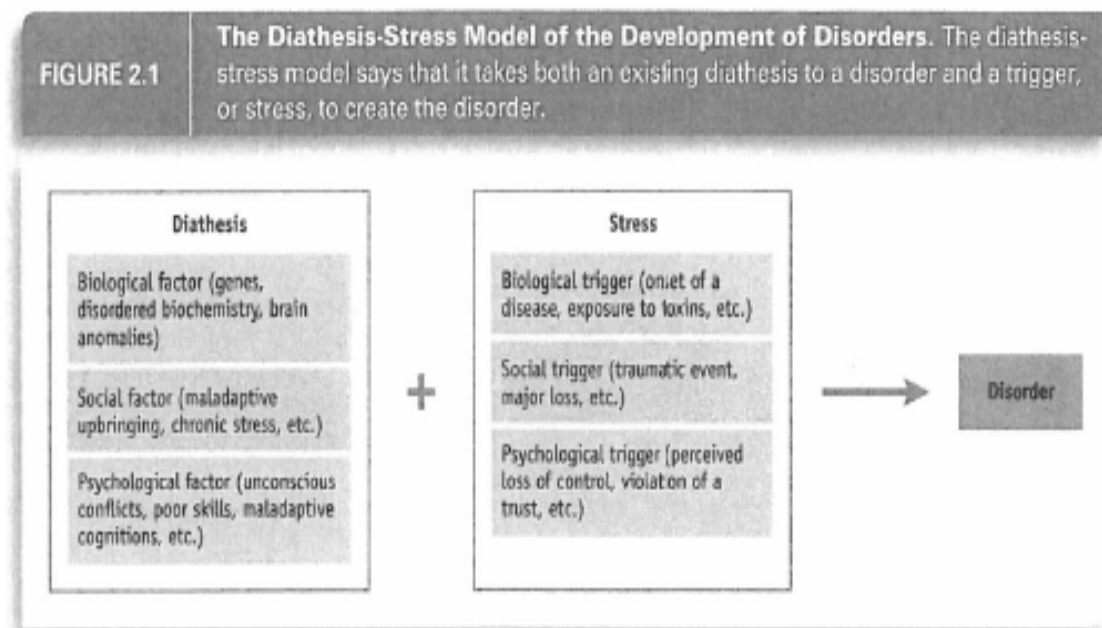 FIGURE 2.1
The Diathesis-Stress Model of the Development of Disorders. The diathesis-
stress model says that it takes both an existing diathesis to a disorder and a trigger,
or stress, to create the disorder.
Diathesis
Biological factor (genes,
disordered biochemistry, brain
anomalies)
Social factor (maladaptive
upbringing, chronic stress, etc.)
Psychological factor (unconscious
conflicts, poor skills, maladaptive
cognitions, etc.)
+
Stress
Biological trigger (onset of a
disease, exposure to toxins, etc.)
Social trigger (traumatic event,
major loss, etc.)
Psychological trigger (perceived
loss of control, violation of a
trust, etc.)
Disorder